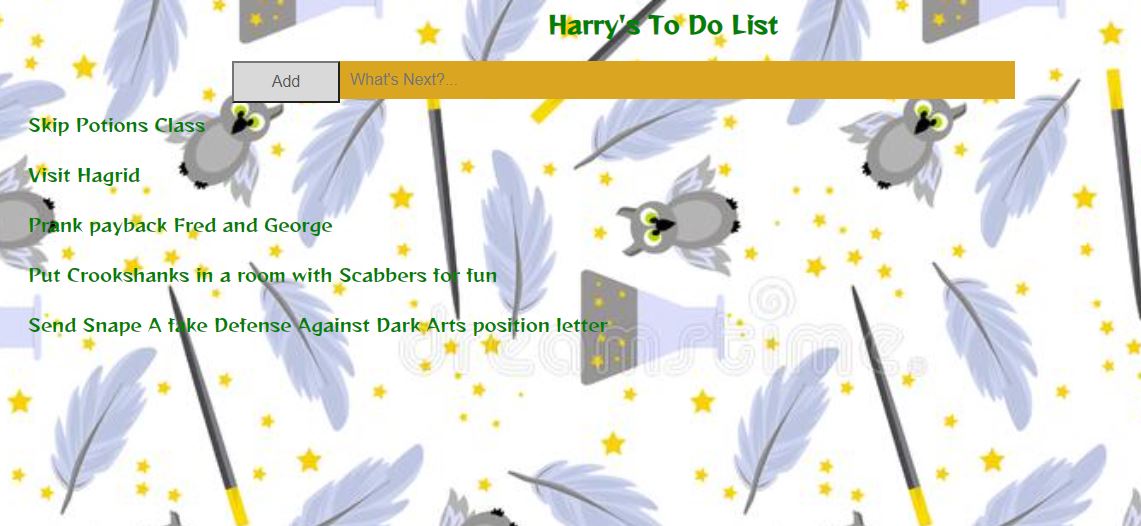 Harry's To Do List
Add What's Next?...
Skip Potions Class
Visit Hagrid
Prank payback Fred and George
Put Crookshanks in a room with Scabbers for fun
Send Snape A fake Defense Against Dark Arts position letter
dreamstime.